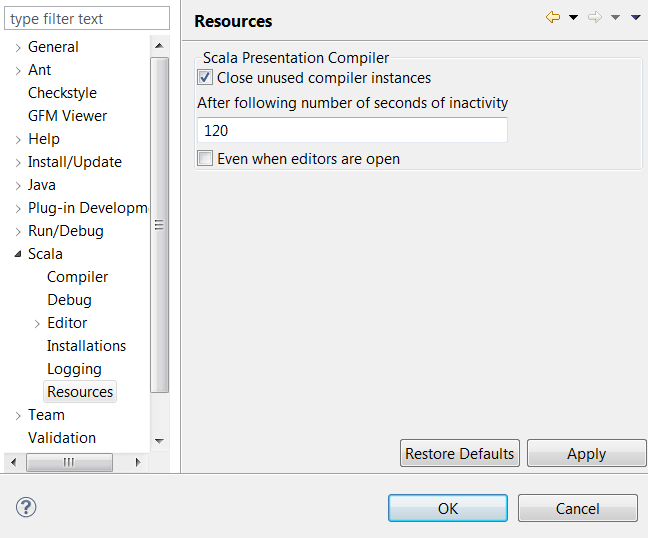 type filter text
General
Ant
Checkstyle
GFM Viewer
Help
Install/Update
Java
Plug-in Developm
Run/Debug
Scala
Compiler
Debug
Editor
Installations
Logging
Resources
Team
Validation
Resources
Scala Presentation Compiler
Close unused compiler instances
After following number of seconds of inactivity
120
Even when editors are open
Restore Defaults
Apply
?
OK
Cancel